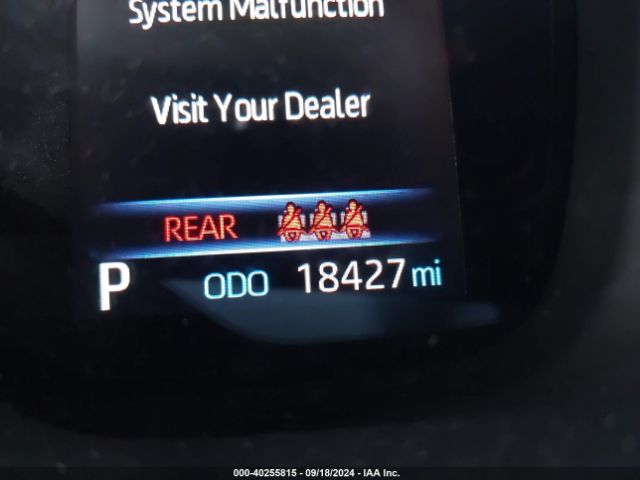 System Malfunction
Visit Your Dealer
REAR
P ODO 18427 mi
000-40255815 - 09/18/2024 - IAA Inc.